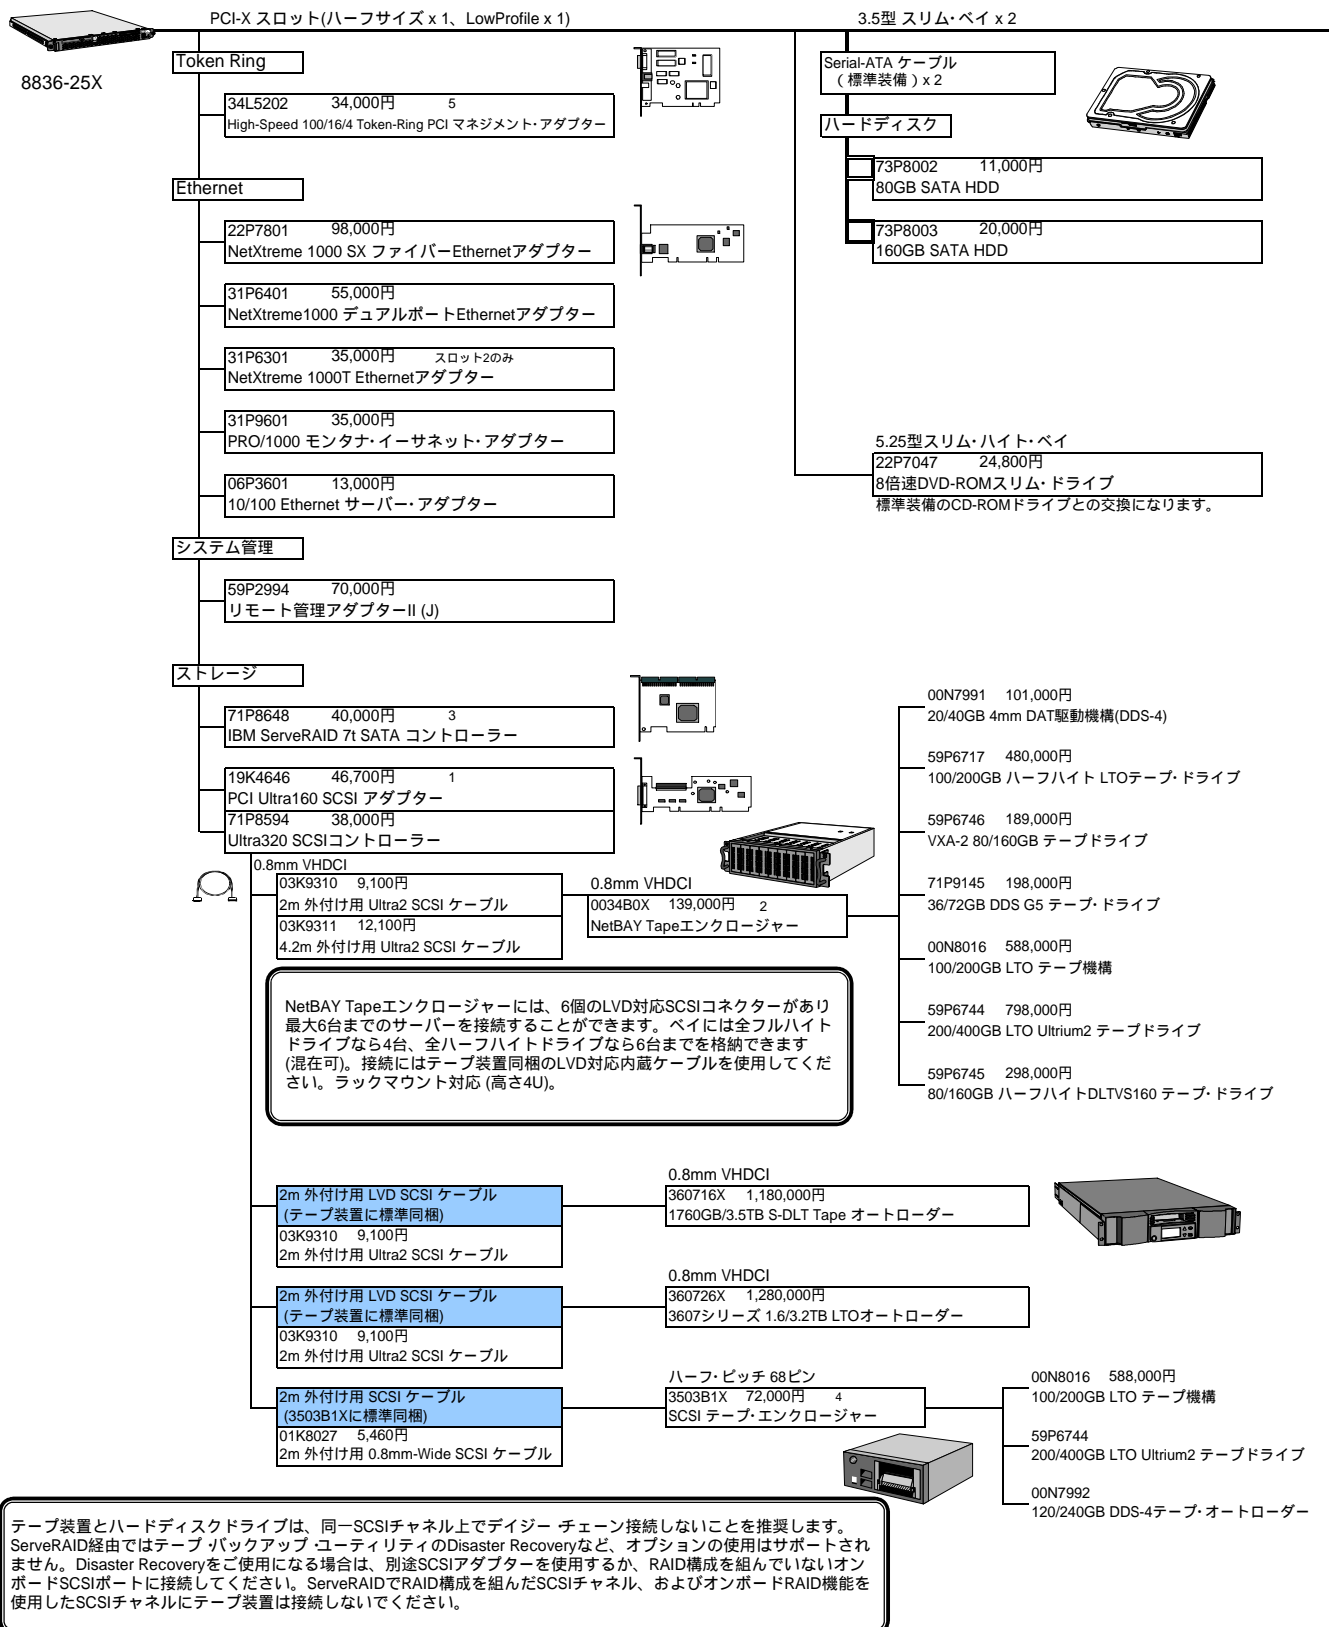 PCI-X スロット(ハーフサイズ x 1、LowProfile x 1)
3.5型 スリム・ベイ x 2
8836-25X
Token Ring
34L5202 34,000円 5
High-Speed 100/16/4 Token-Ring PCI マネジメント・アダプター
Ethernet
22P7801 98,000円
NetXtreme 1000 SX ファイバーEthernetアダプター
31P6401 55,000円
NetXtreme1000 デュアルポートEthernetアダプター
31P6301 35,000円 スロット2のみ
NetXtreme 1000T Ethernetアダプター
31P9601 35,000円
PRO/1000 モンタナ・イーサネット・アダプター
06P3601 13,000円
10/100 Ethernet サーバー・アダプター
システム管理
59P2994 70,000円
リモート管理アダプターII (J)
ストレージ
71P8648 40,000円 3
IBM ServeRAID 7t SATA コントローラー
19K4646 46,700円 1
PCI Ultra160 SCSI アダプター
71P8594 38,000円
Ultra320 SCSIコントローラー
Serial-ATA ケーブル
(標準装備) x 2
ハードディスク
73P8002 11,000円
80GB SATA HDD
73P8003 20,000円
160GB SATA HDD
5.25型スリム・ハイト・ベイ
22P7047 24,800円
8倍速DVD-ROMスリム・ドライブ
標準装備のCD-ROMドライブとの交換になります。
0.8mm VHDCI
03K9310 9,100円
2m 外付け用 Ultra2 SCSI ケーブル
03K9311 12,100円
4.2m 外付け用 Ultra2 SCSI ケーブル
0.8mm VHDCI
0034B0X 139,000円 2
NetBAY Tapeエンクロージャー
00N7991 101,000円
20/40GB 4mm DAT駆動機構(DDS-4)
59P6717 480,000円
100/200GB ハーフハイト LTOテープ・ドライブ
59P6746 189,000円
VXA-2 80/160GB テープドライブ
71P9145 198,000円
36/72GB DDS G5 テープ・ドライブ
00N8016 588,000円
100/200GB LTO テープ機構
59P6744 798,000円
200/400GB LTO Ultrium2 テープドライブ
59P6745 298,000円
80/160GB ハーフハイトDLTVS160 テープ・ドライブ
NetBAY Tapeエンクロージャーには、6個のLVD対応SCSIコネクターがあり
最大6台までのサーバーを接続することができます。ベイには全フルハイト
ドライブなら4台、全ハーフハイトドライブなら6台までを格納できます
(混在可)。接続にはテープ装置同梱のLVD対応内蔵ケーブルを使用してくだ
さい。ラックマウント対応 (高さ4U)。
2m 外付け用 LVD SCSI ケーブル
(テープ装置に標準同梱)
03K9310 9,100円
2m 外付け用 Ultra2 SCSI ケーブル
0.8mm VHDCI
360716X 1,180,000円
1760GB/3.5TB S-DLT Tape オートローダー
2m 外付け用 LVD SCSI ケーブル
(テープ装置に標準同梱)
03K9310 9,100円
2m 外付け用 Ultra2 SCSI ケーブル
0.8mm VHDCI
360726X 1,280,000円
3607シリーズ 1.6/3.2TB LTOオートローダー
2m 外付け用 SCSI ケーブル
(3503B1Xに標準同梱)
01K8027 5,460円
2m 外付け用 0.8mm-Wide SCSI ケーブル
ハーフ・ピッチ 68ピン
3503B1X 72,000円 4
SCSI テープ・エンクロージャー
00N8016 588,000円
100/200GB LTO テープ機構
59P6744
200/400GB LTO Ultrium2 テープドライブ
00N7992
120/240GB DDS-4テープ・オートローダー
テープ装置とハードディスクドライブは、同一SCSIチャネル上でデイジー・チェーン接続しないことを推奨します。
ServeRAID経由ではテープ・バックアップ・ユーティリティのDisaster Recoveryなど、オプションの使用はサポートされ
ません。Disaster Recoveryをご使用になる場合は、別途SCSIアダプターを使用するか、RAID構成を組んでいないオン
ボードSCSIポートに接続してください。ServeRAIDでRAID構成を組んだSCSIチャネル、およびオンボードRAID機能を
使用したSCSIチャネルにテープ装置は接続しないでください。